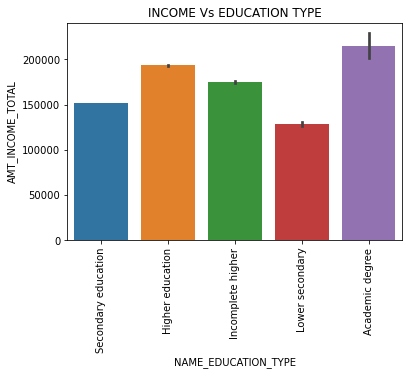 INCOME Vs EDUCATION TYPE
AMT_INCOME_TOTAL
200000
150000
100000
50000
0
Secondary education
Higher education
Incomplete higher
Lower secondary
Academic degree
NAME_EDUCATION_TYPE